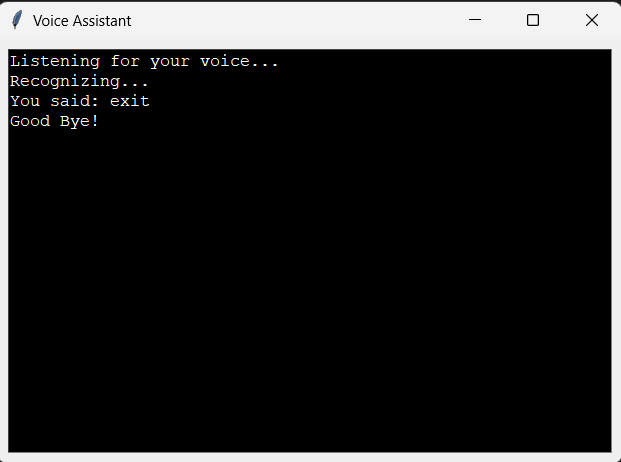 Voice Assistant
Listening for your voice...
Recognizing...
You said: exit
Good Bye!